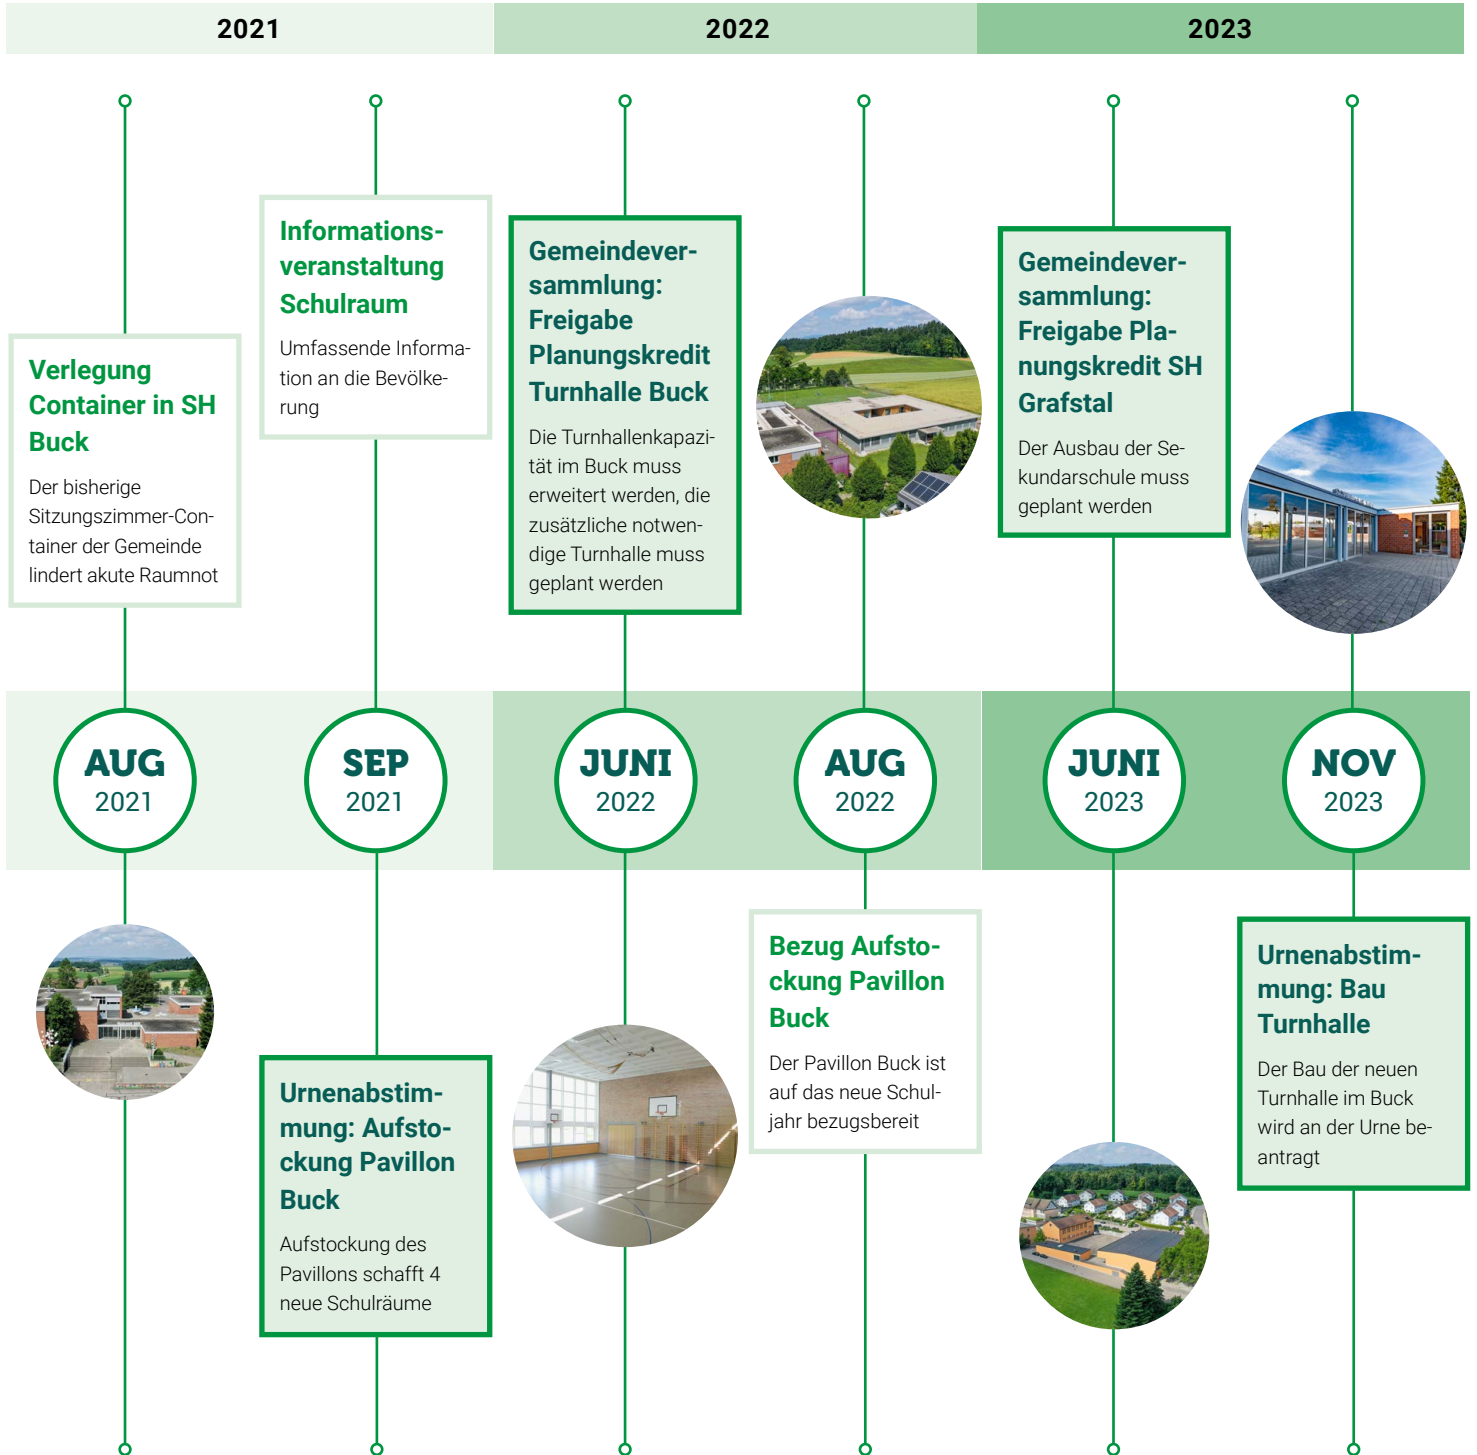 2021
2022
2023
Verlegung
Container in SH
Buck
Der bisherige
Sitzungszimmer-Con-
tainer der Gemeinde
lindert akute Raumnot
Informations-
veranstaltung
Schulraum
Umfassende Informa-
tion an die Bevölke-
rung
Gemeindever-
sammlung:
Freigabe
Planungskredit
Turnhalle Buck
Die Turnhallenkapazi-
tät im Buck muss
erweitert werden, die
zusätzliche notwen-
dige Turnhalle muss
geplant werden
Gemeindever-
sammlung:
Freigabe Pla-
nungskredit SH
Grafstal
Der Ausbau der Se-
kundarschule muss
geplant werden
AUG
2021
SEP
2021
JUNI
2022
AUG
2022
JUNI
2023
NOV
2023
Urnenabstim-
mung: Aufsto-
ckung Pavillon
Buck
Aufstockung des
Pavillons schafft 4
neue Schulräume
Bezug Aufsto-
ckung Pavillon
Buck
Der Pavillon Buck ist
auf das neue Schul-
jahr bezugsbereit
Urnenabstim-
mung: Bau
Turnhalle
Der Bau der neuen
Turnhalle im Buck
wird an der Urne be-
antragt